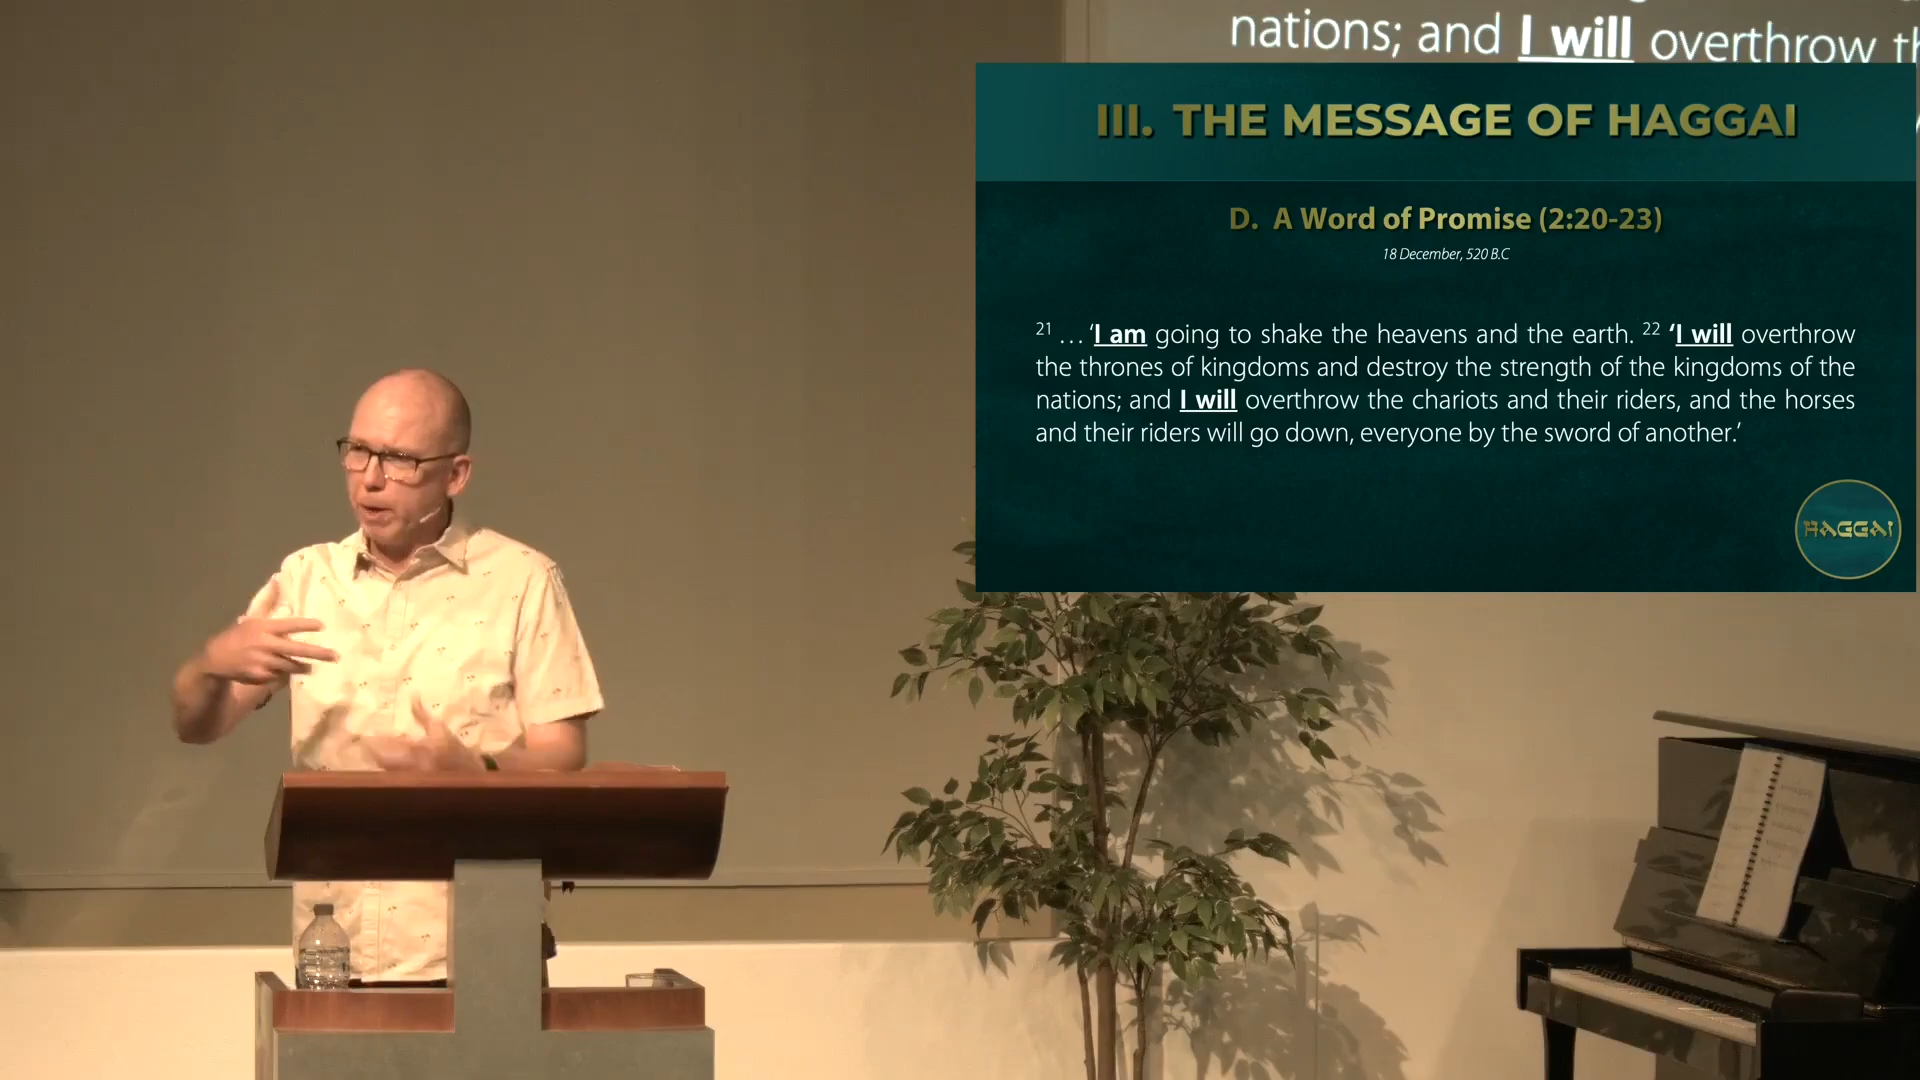 nations; and I will overthrow
III. THE MESSAGE OF HAGGAI
D. A Word of Promise (2:20-23)
18 December, 520 B.C
21 … ‘I am going to shake the heavens and the earth. 22 ‘I will overthrow
the thrones of kingdoms and destroy the strength of the kingdoms of the
nations; and I will overthrow the chariots and their riders, and the horses
and their riders will go down, everyone by the sword of another.’
HAGGAI